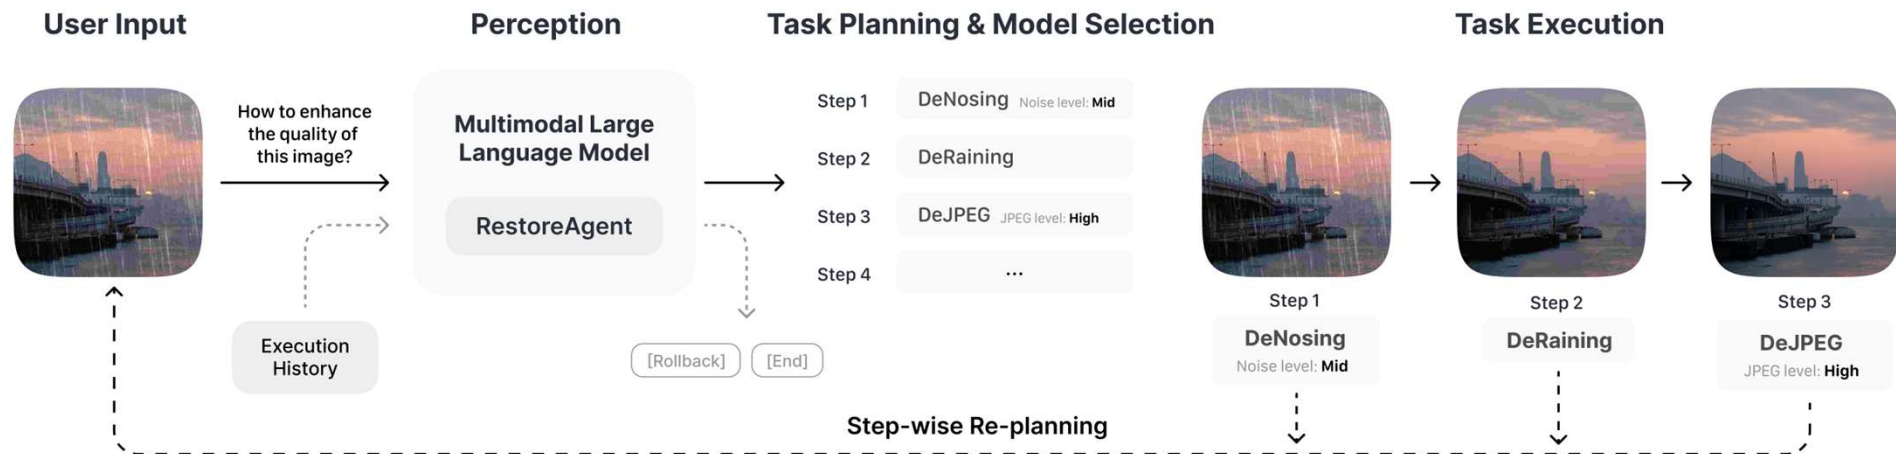 User Input
Perception
Task Planning & Model Selection
Task Execution
How to enhance
the quality of
this image?
Multimodal Large
Language Model
RestoreAgent
Execution
History
[Rollback]
[End]
Step 1
DeNosing Noise level: Mid
Step 2
DeRaining
Step 3
DeJPEG JPEG level: High
Step 4
...
Step 1
DeNosing
Noise level: Mid
Step 2
DeRaining
Step 3
DeJPEG
JPEG level: High
Step-wise Re-planning